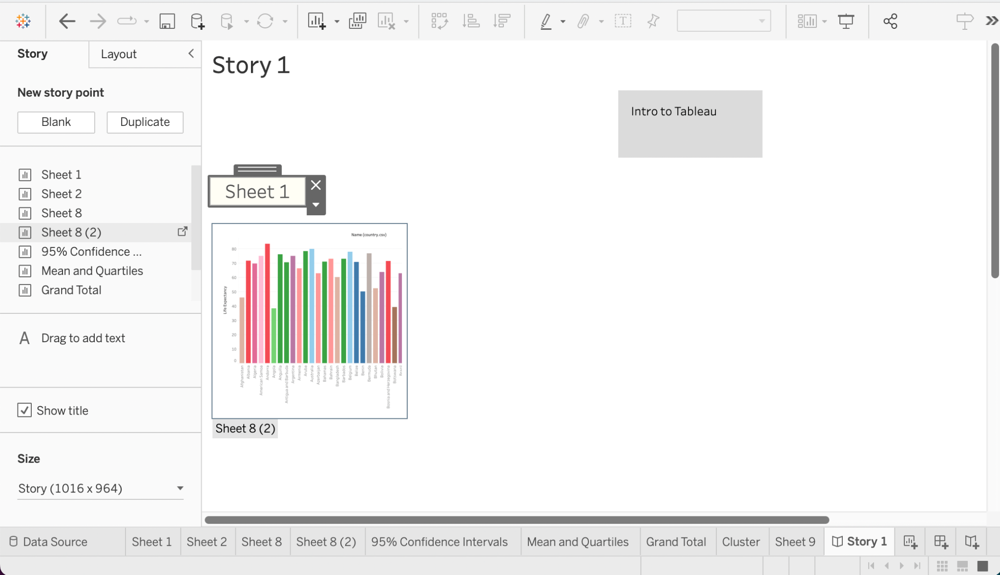 Story
Layout
New story point
Blank
Duplicate
Sheet 1
Sheet 2
Sheet 8
Sheet 8 (2)
95% Confidence ...
Mean and Quartiles
Grand Total
A Drag to add text
Show title
Size
Story (1016 x 964)
Story 1
Intro to Tableau
Sheet 1
Name (country.csv)
Life Expectancy
80
70
60
50
40
30
20
10
0
Afghanistan
Albania
Algeria
American Samoa
Andorra
Angola
Anguilla
Antigua and Barbuda
Argentina
Armenia
Aruba
Australia
Azerbaijan
Bahamas
Bahrain
Bangladesh
Barbados
Belgium
Belize
Benin
Bermuda
Bhutan
Bolivia
Bosnia and Herzegovina
Botswana
Brazil
Sheet 8 (2)
Data Source
Sheet 1
Sheet 2
Sheet 8
Sheet 8 (2)
95% Confidence Intervals
Mean and Quartiles
Grand Total
Cluster
Sheet 9
Story 1